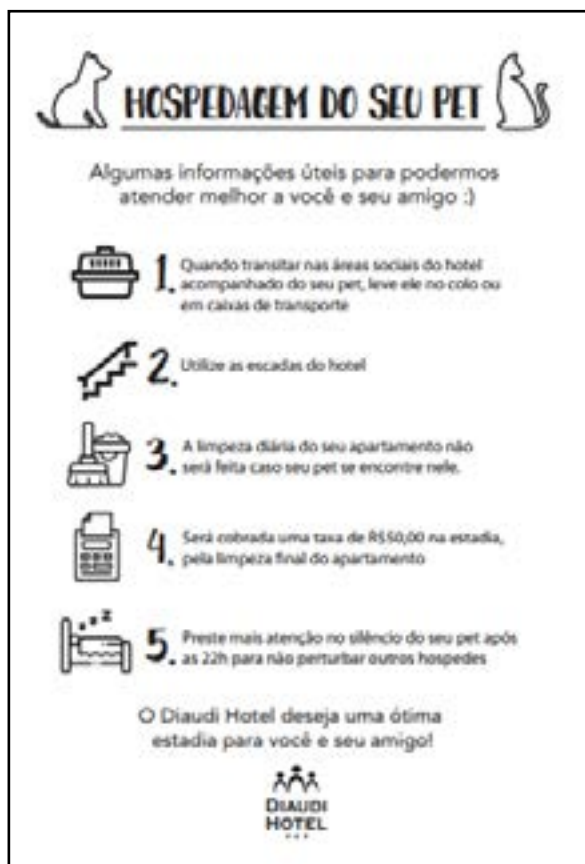 HOSPEDAGEM DO SEU PET
Algumas informações úteis para podermos
atender melhor a você e seu amigo :)
1. Quando transitar nas áreas sociais do hotel
acompanhado do seu pet, leve ele no colo ou
em caixas de transporte
2. Utilize as escadas do hotel
3. A limpeza diária do seu apartamento não
será feita caso seu pet se encontre nele.
4. Será cobrada uma taxa de R$50,00 na estadia,
pela limpeza final do apartamento
z z z
5. Preste mais atenção no silêncio do seu pet após
as 22h para não perturbar outros hospedes
O Diaudi Hotel deseja uma ótima
estadia para você e seu amigo!
DIAUDI
HOTEL